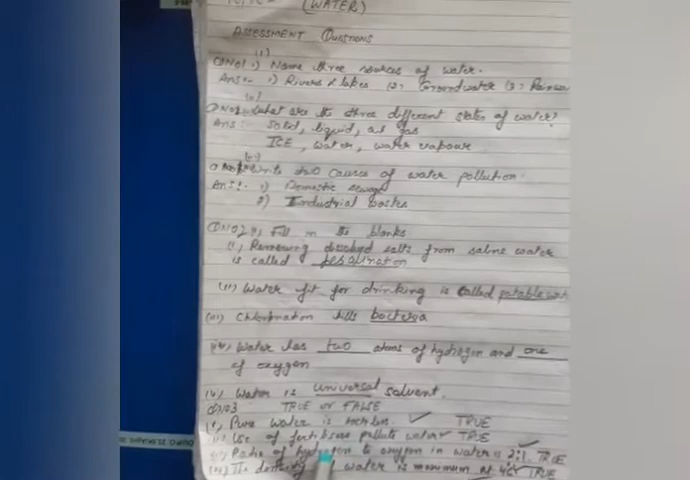 (WATER)
ASSESSMENT QUESTIONS
(i)
QNO1 i) Name three sources of water.
Ans:- 1) Rivers & lakes (2) Groundwater (3) Rainwater
(ii)
What are the three different states of water?
Ans: Solid, liquid, and gas
ICE, water, water vapour
(iii)
Write two causes of water pollution.
Ans: 1) Domestic sewage
2) Industrial wastes
QNO2 Fill in the blanks
(i) Removing dissolved salts from saline water
is called desalination
(ii) Water fit for drinking is called potable
(iii) Chlorination kills bacteria
(iv) Water has two atoms of hydrogen and one
of oxygen
(v) Water is universal solvent.
QNO3 TRUE or FALSE
(i) Pure water is ✓ TRUE
Use of fertilisers pollute water ✓ TRUE
Ratio of hydrogen to oxygen in water is 2:1. TRUE
(iv) The density water is maximum at 4 TRUE